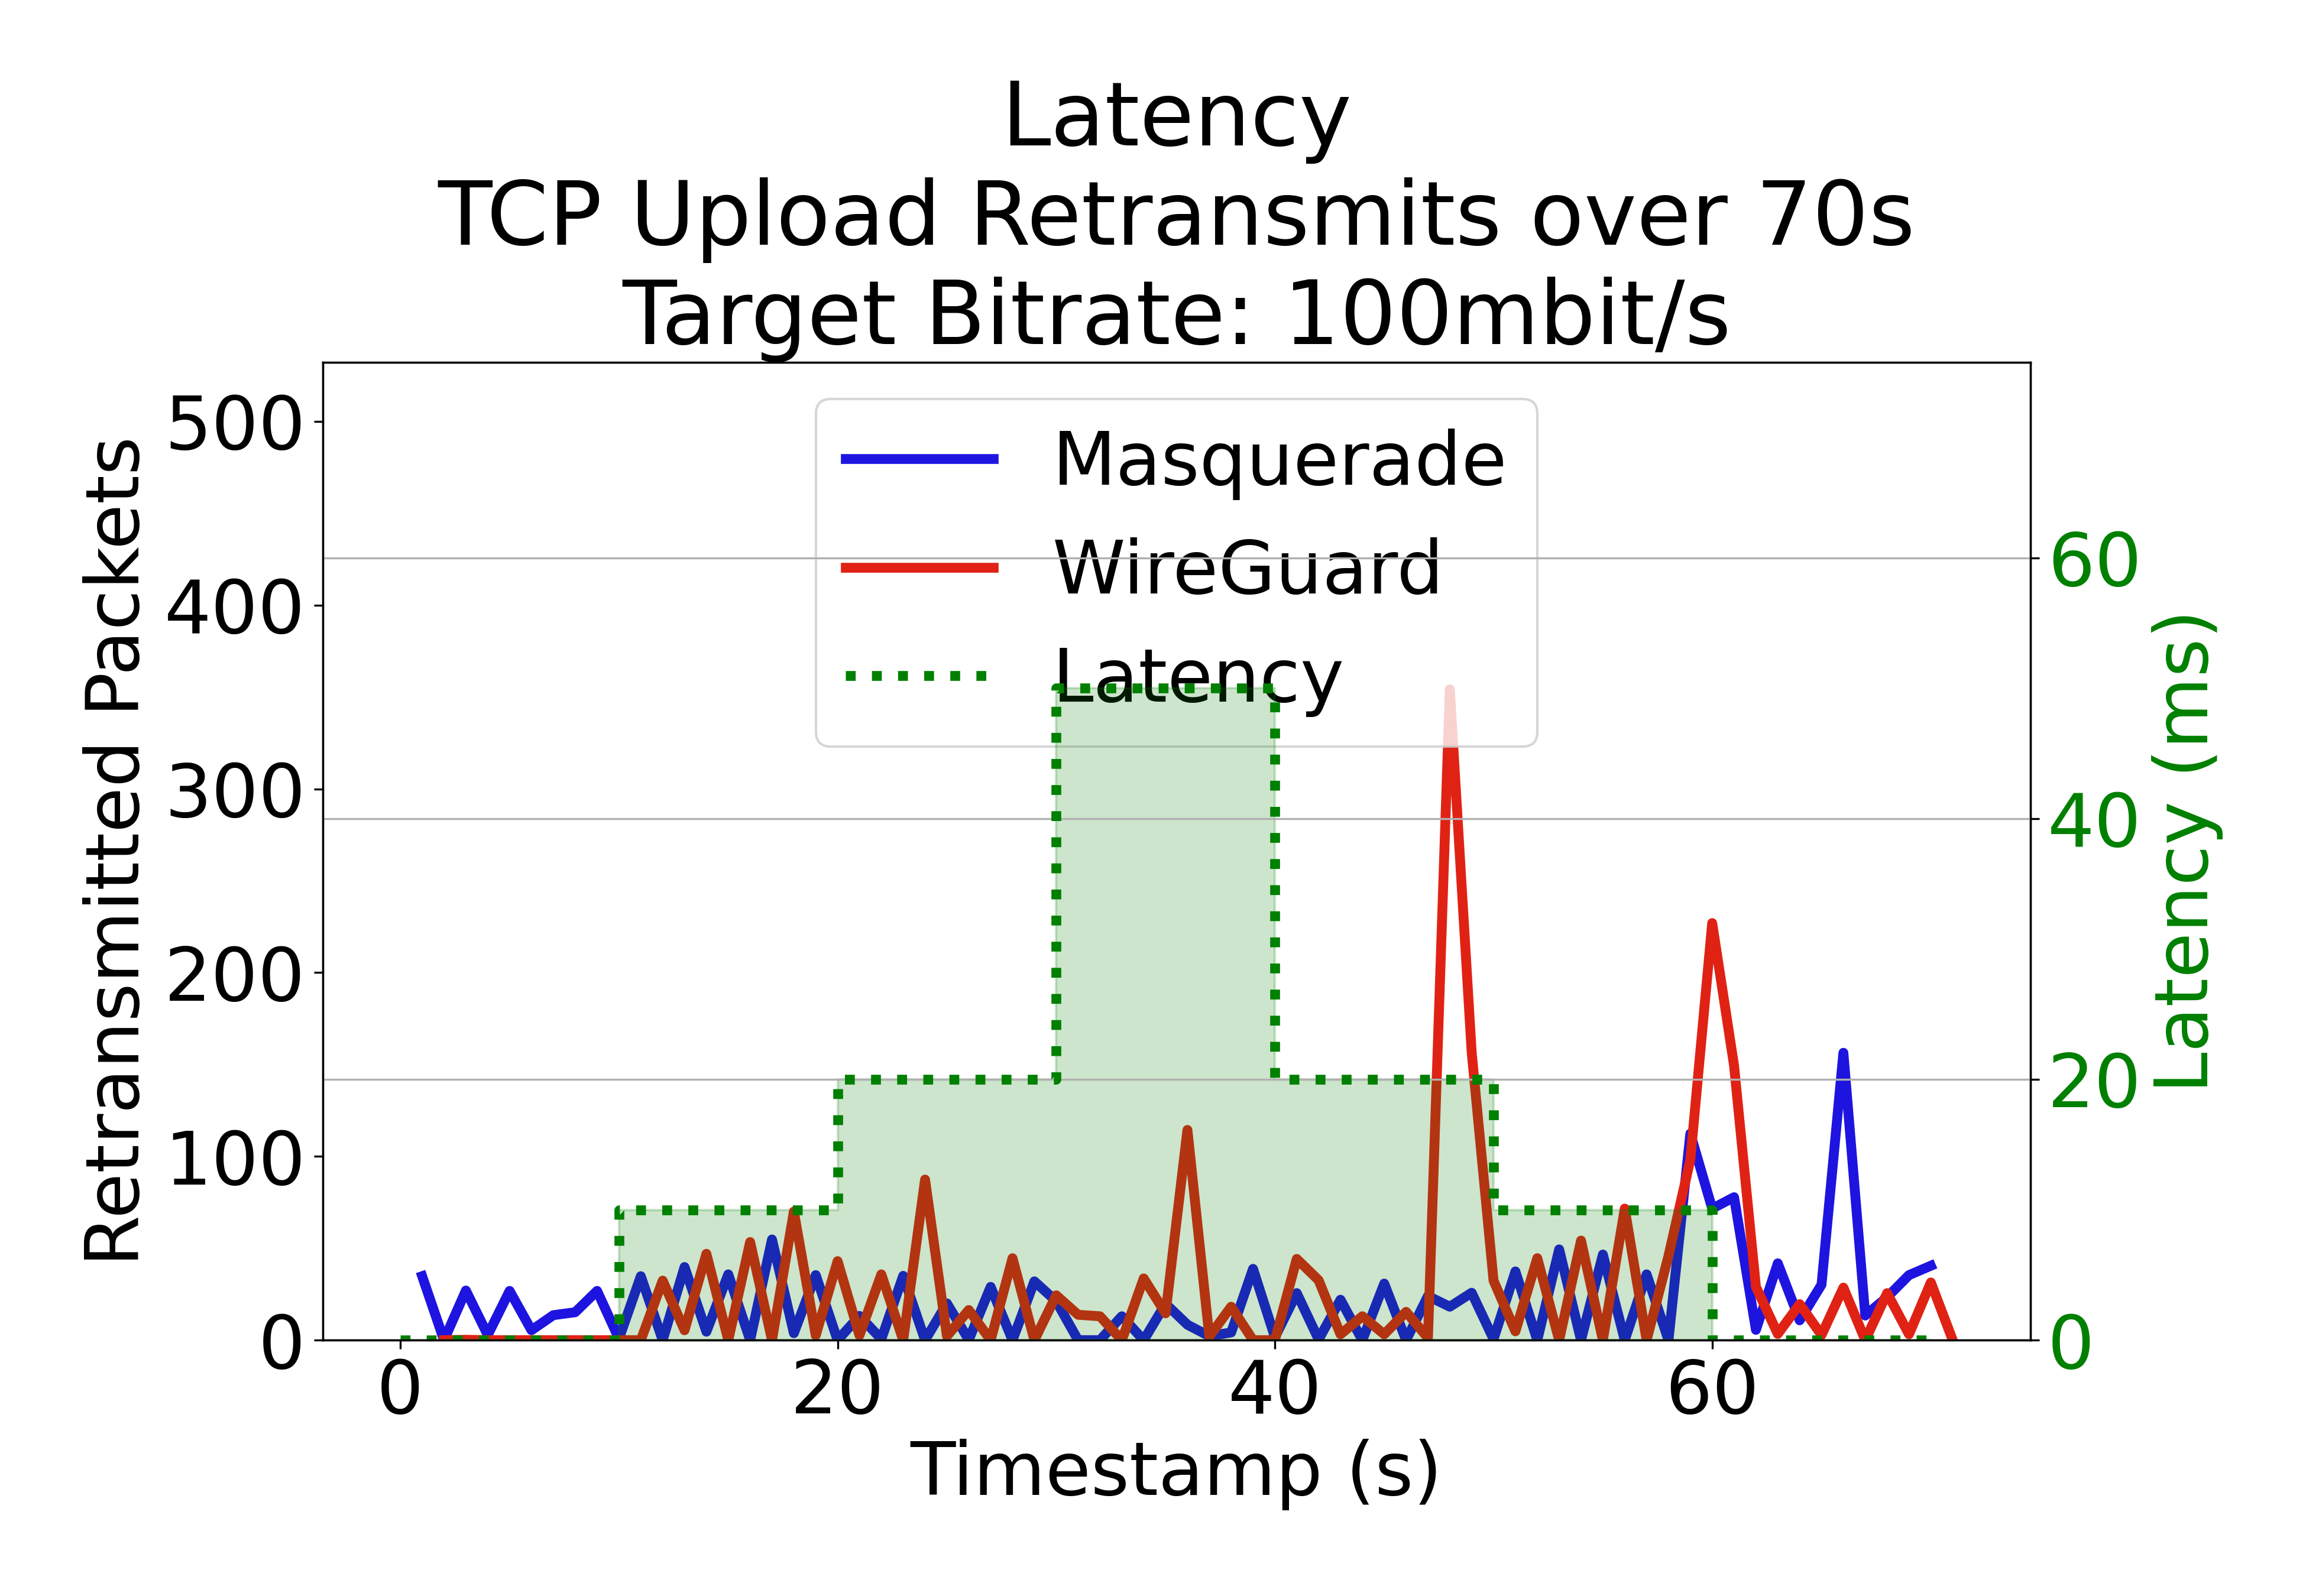 Latency
TCP Upload Retransmits over 70s
Target Bitrate: 100mbit/s
Retransmitted Packets
500
400
300
200
100
0
Masquerade
WireGuard
Latency
60
40
20
0
Latency (ms)
0 20 40 60
Timestamp (s)